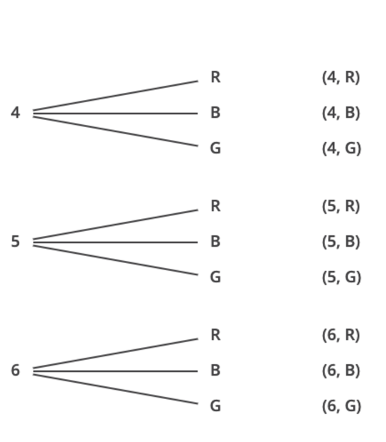 R (4, R)
4 B (4, B)
G (4, G)
R (5, R)
5 B (5, B)
G (5, G)
R (6, R)
6 B (6, B)
G (6, G)